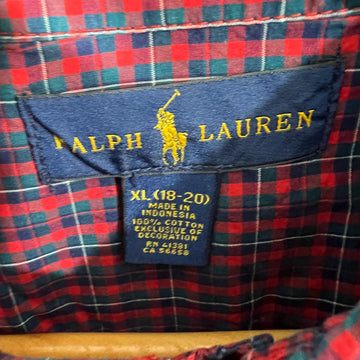 RALPH LAUREN
XL (18-20)
MADE IN
INDONESIA
100% COTTON
EXCLUSIVE OF
DECORATION
RN 41381
CA 56658